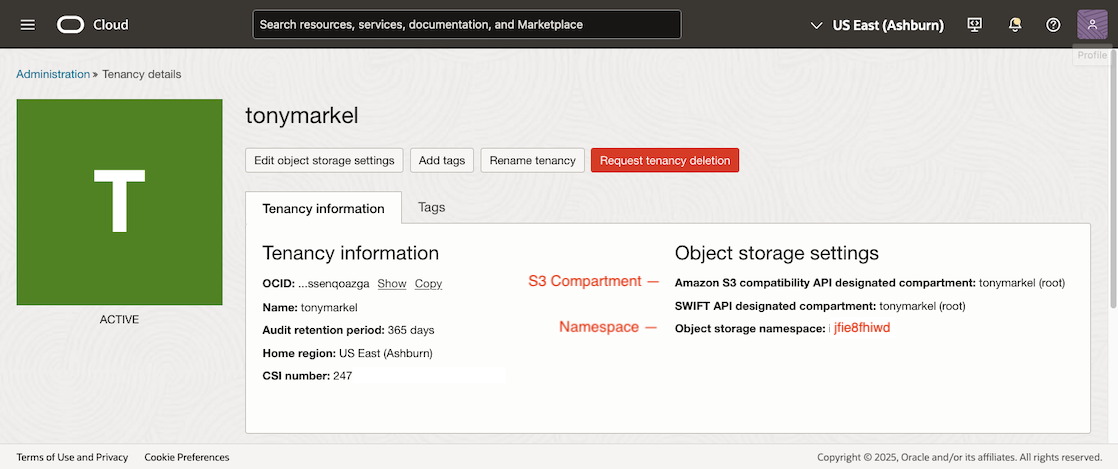 Cloud
Search resources, services, documentation, and Marketplace
US East (Ashburn)
Profile
Administration » Tenancy details
T
ACTIVE
tonymarkel
Edit object storage settings
Add tags
Rename tenancy
Request tenancy deletion
Tenancy information
Tags
Tenancy information
OCID: ...ssenqoazga Show Copy
Name: tonymarkel
Audit retention period: 365 days
Home region: US East (Ashburn)
CSI number: 247
S3 Compartment —
Namespace —
Object storage settings
Amazon S3 compatibility API designated compartment: tonymarkel (root)
SWIFT API designated compartment: tonymarkel (root)
Object storage namespace: jfie8fhiwd
Terms of Use and Privacy
Cookie Preferences
Copyright © 2025, Oracle and/or its affiliates. All rights reserved.